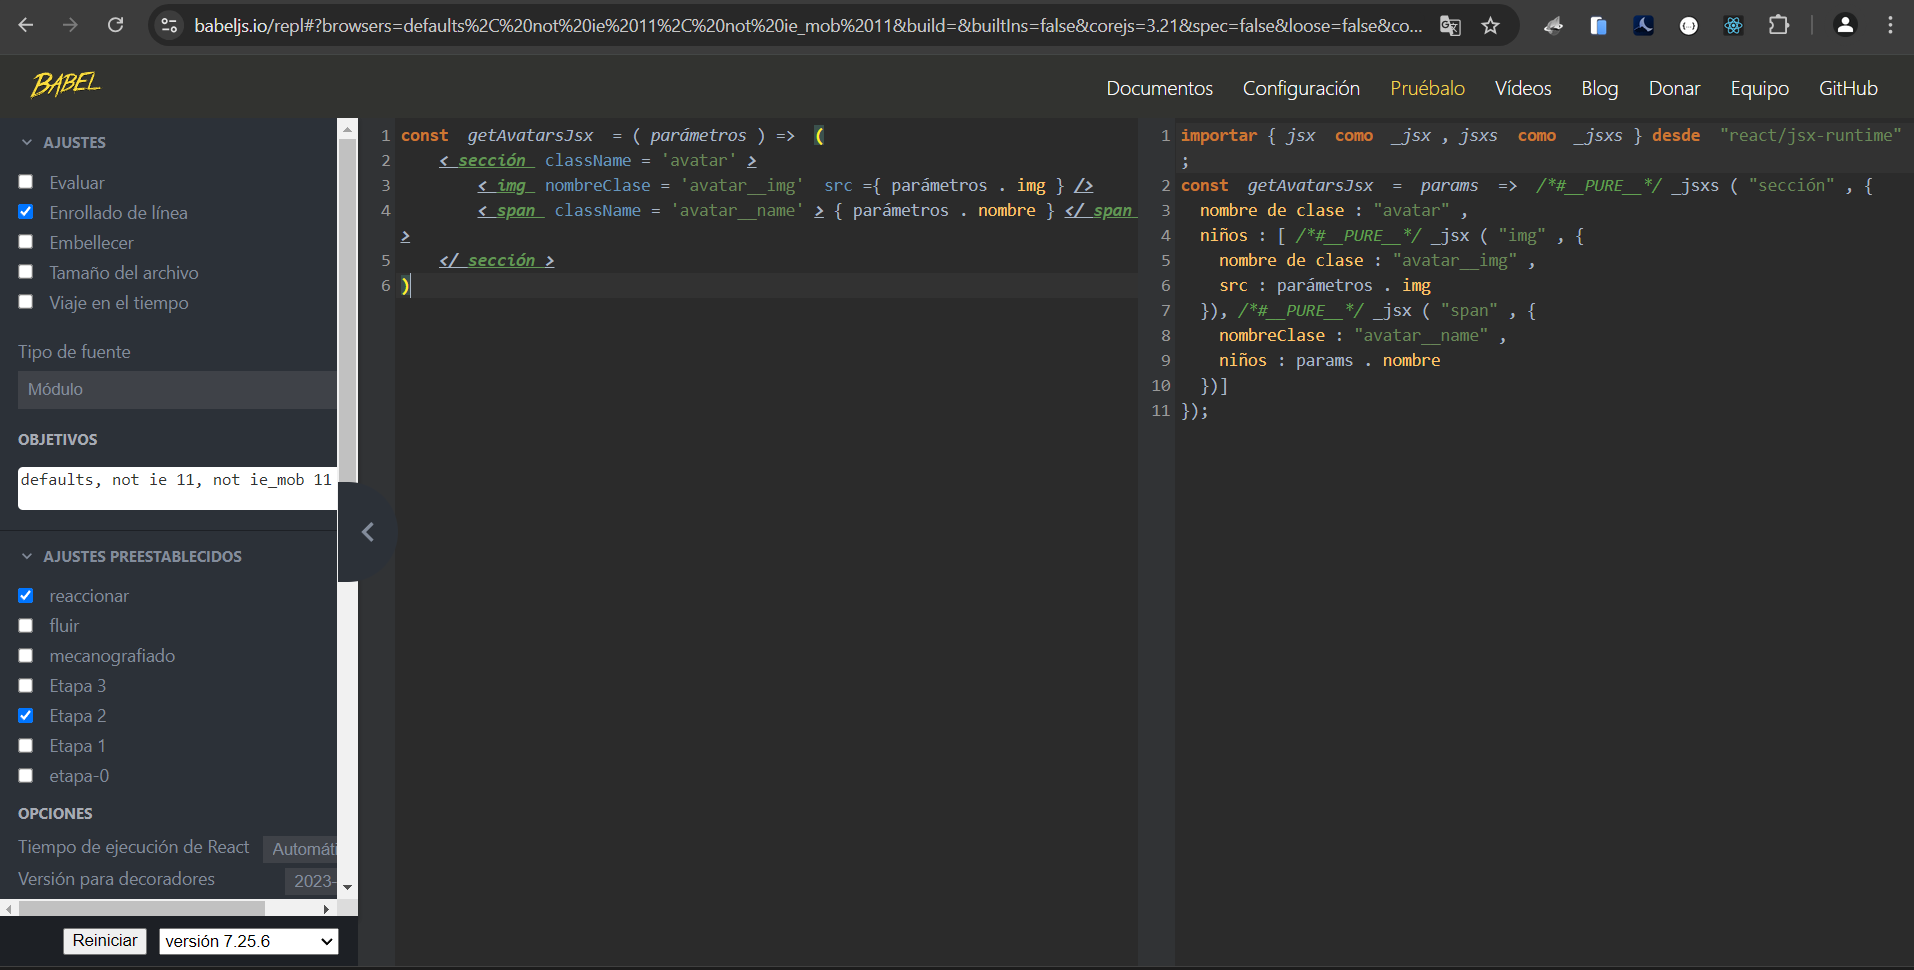 babeljs.io/repl#?browsers=defaults%2C%20not%20ie%2011%2C%20not%20ie_mob%2011&build=&builtIns=false&corejs=3.21&spec=false&loose=false&co...
BABEL
Documentos Configuración Pruébalo Vídeos Blog Donar Equipo GitHub
AJUSTES
Evaluar
Enrollado de línea
Embellecer
Tamaño del archivo
Viaje en el tiempo
Tipo de fuente
Módulo
OBJETIVOS
defaults, not ie 11, not ie_mob 11
AJUSTES PREESTABLECIDOS
reaccionar
fluir
mecanografiado
Etapa 3
Etapa 2
Etapa 1
etapa-0
OPCIONES
Tiempo de ejecución de React Automáti
Versión para decoradores 2023-
Reiniciar versión 7.25.6
1 const getAvatarsJsx = ( parámetros ) => (
2 < sección className = 'avatar' >
3 < img nombreClase = 'avatar__img' src ={ parámetros . img } />
4 < span className = 'avatar__name' > { parámetros . nombre } </ span
>
5 </ sección >
6 )
1 importar { jsx como _jsx , jsxs como _jsxs } desde "react/jsx-runtime"
;
2 const getAvatarsJsx = params => /*#__PURE__*/ _jsxs ( "sección" , {
3 nombre de clase : "avatar" ,
4 niños : [ /*#__PURE__*/ _jsx ( "img" , {
5 nombre de clase : "avatar__img" ,
6 src : parámetros . img
7 }), /*#__PURE__*/ _jsx ( "span" , {
8 nombreClase : "avatar__name" ,
9 niños : params . nombre
10 })]
11 });